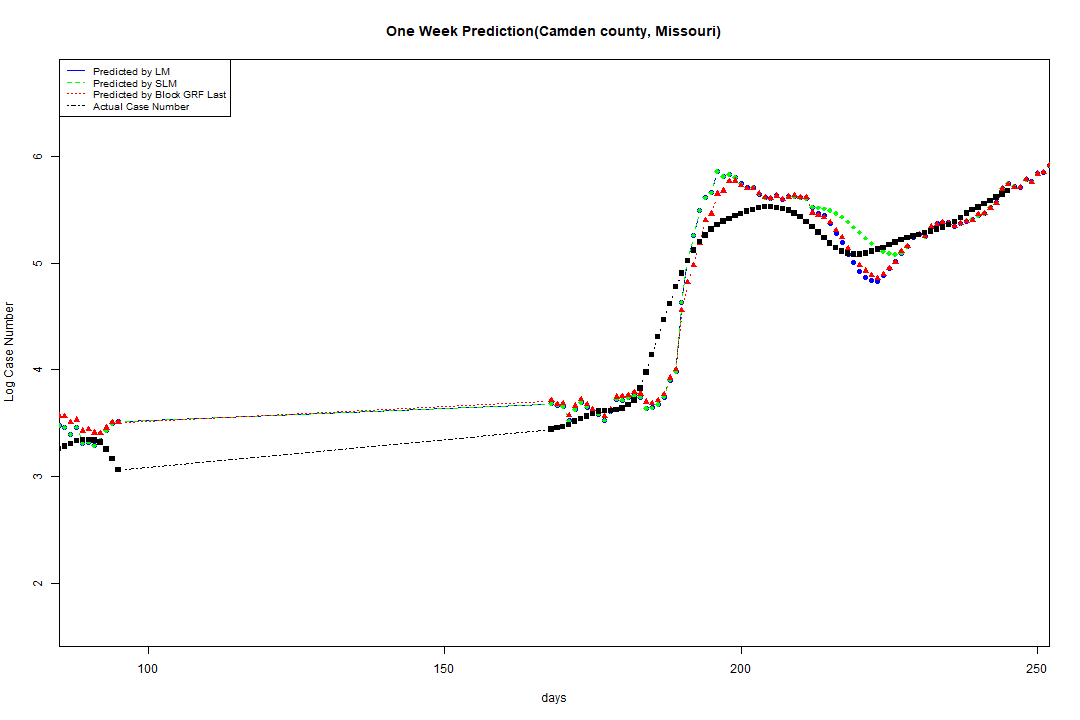 One Week Prediction(Camden county, Missouri)
Predicted by LM
Predicted by SLM
Predicted by Block GRF Last
Actual Case Number
6
5
4
3
2
Log Case Number
100
150
200
250
days